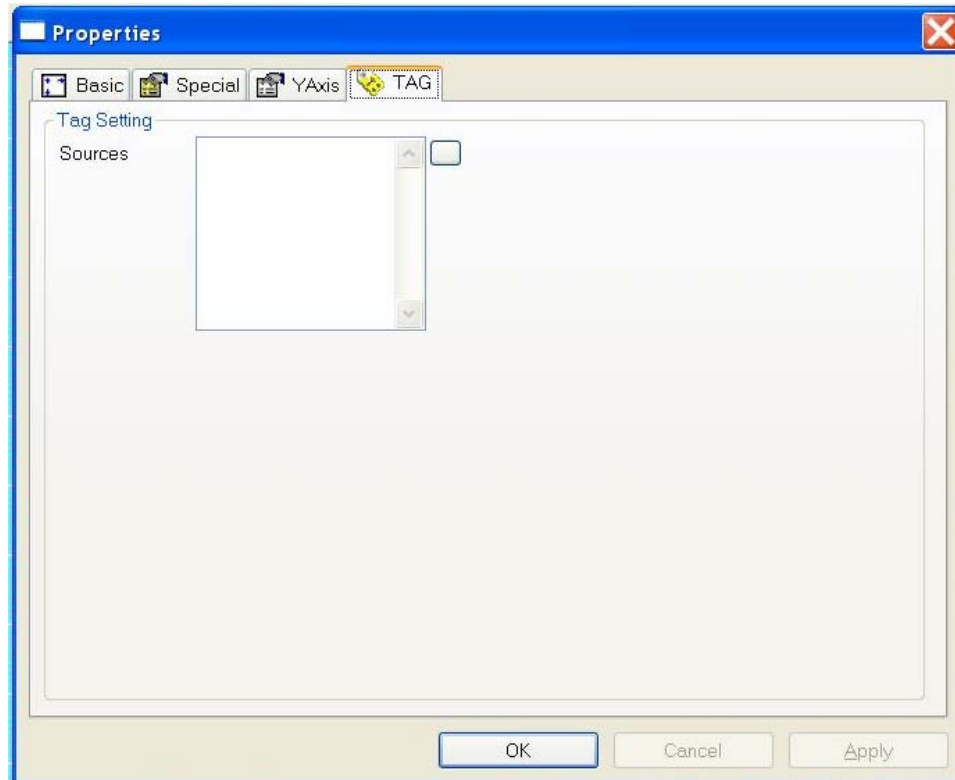 Properties
Basic Special YAxis TAG
Tag Setting
Sources
OK Cancel Apply